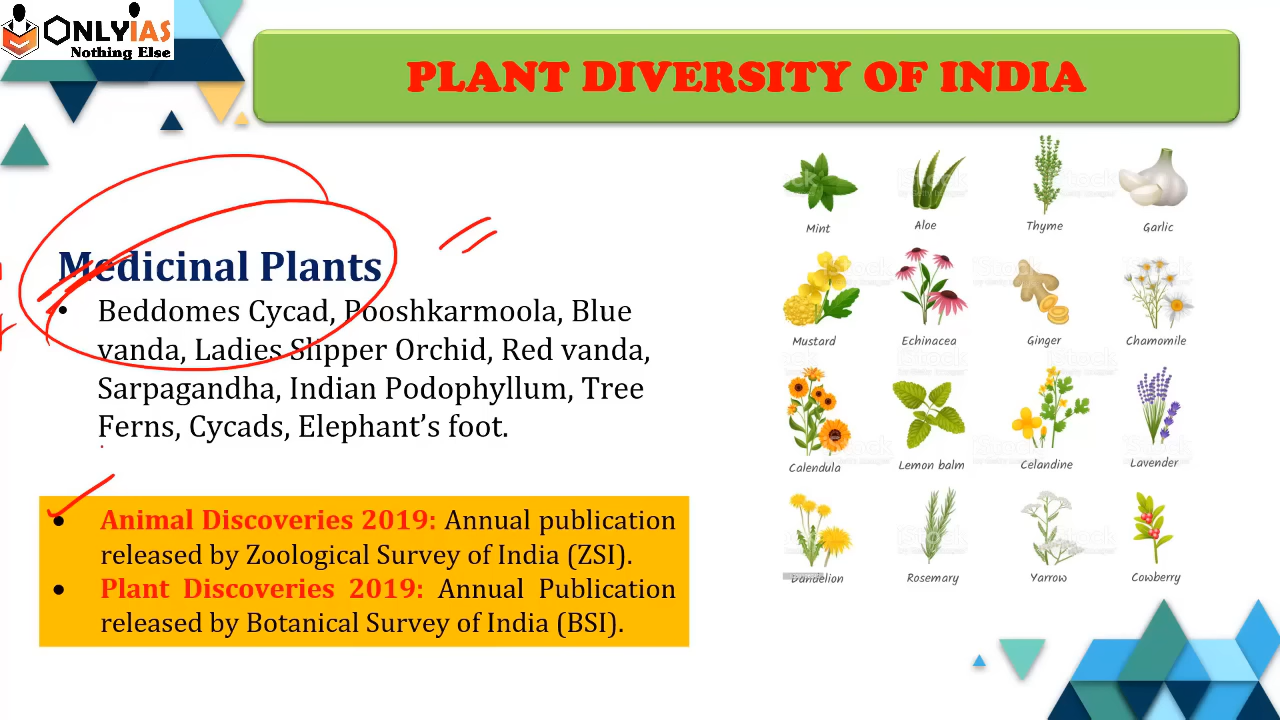 ONLYIAS
Nothing Else
PLANT DIVERSITY OF INDIA
Medicinal Plants
• Beddomes Cycad, Pooshkarmoola, Blue
vanda, Ladies Slipper Orchid, Red vanda,
Sarpagandha, Indian Podophyllum, Tree
Ferns, Cycads, Elephant’s foot.
• Animal Discoveries 2019: Annual publication
released by Zoological Survey of India (ZSI).
• Plant Discoveries 2019: Annual Publication
released by Botanical Survey of India (BSI).
Mint Aloe Thyme Garlic
Mustard Echinacea Ginger Chamomile
Calendula Lemon balm Celandine Lavender
Dandelion Rosemary Yarrow Cowberry